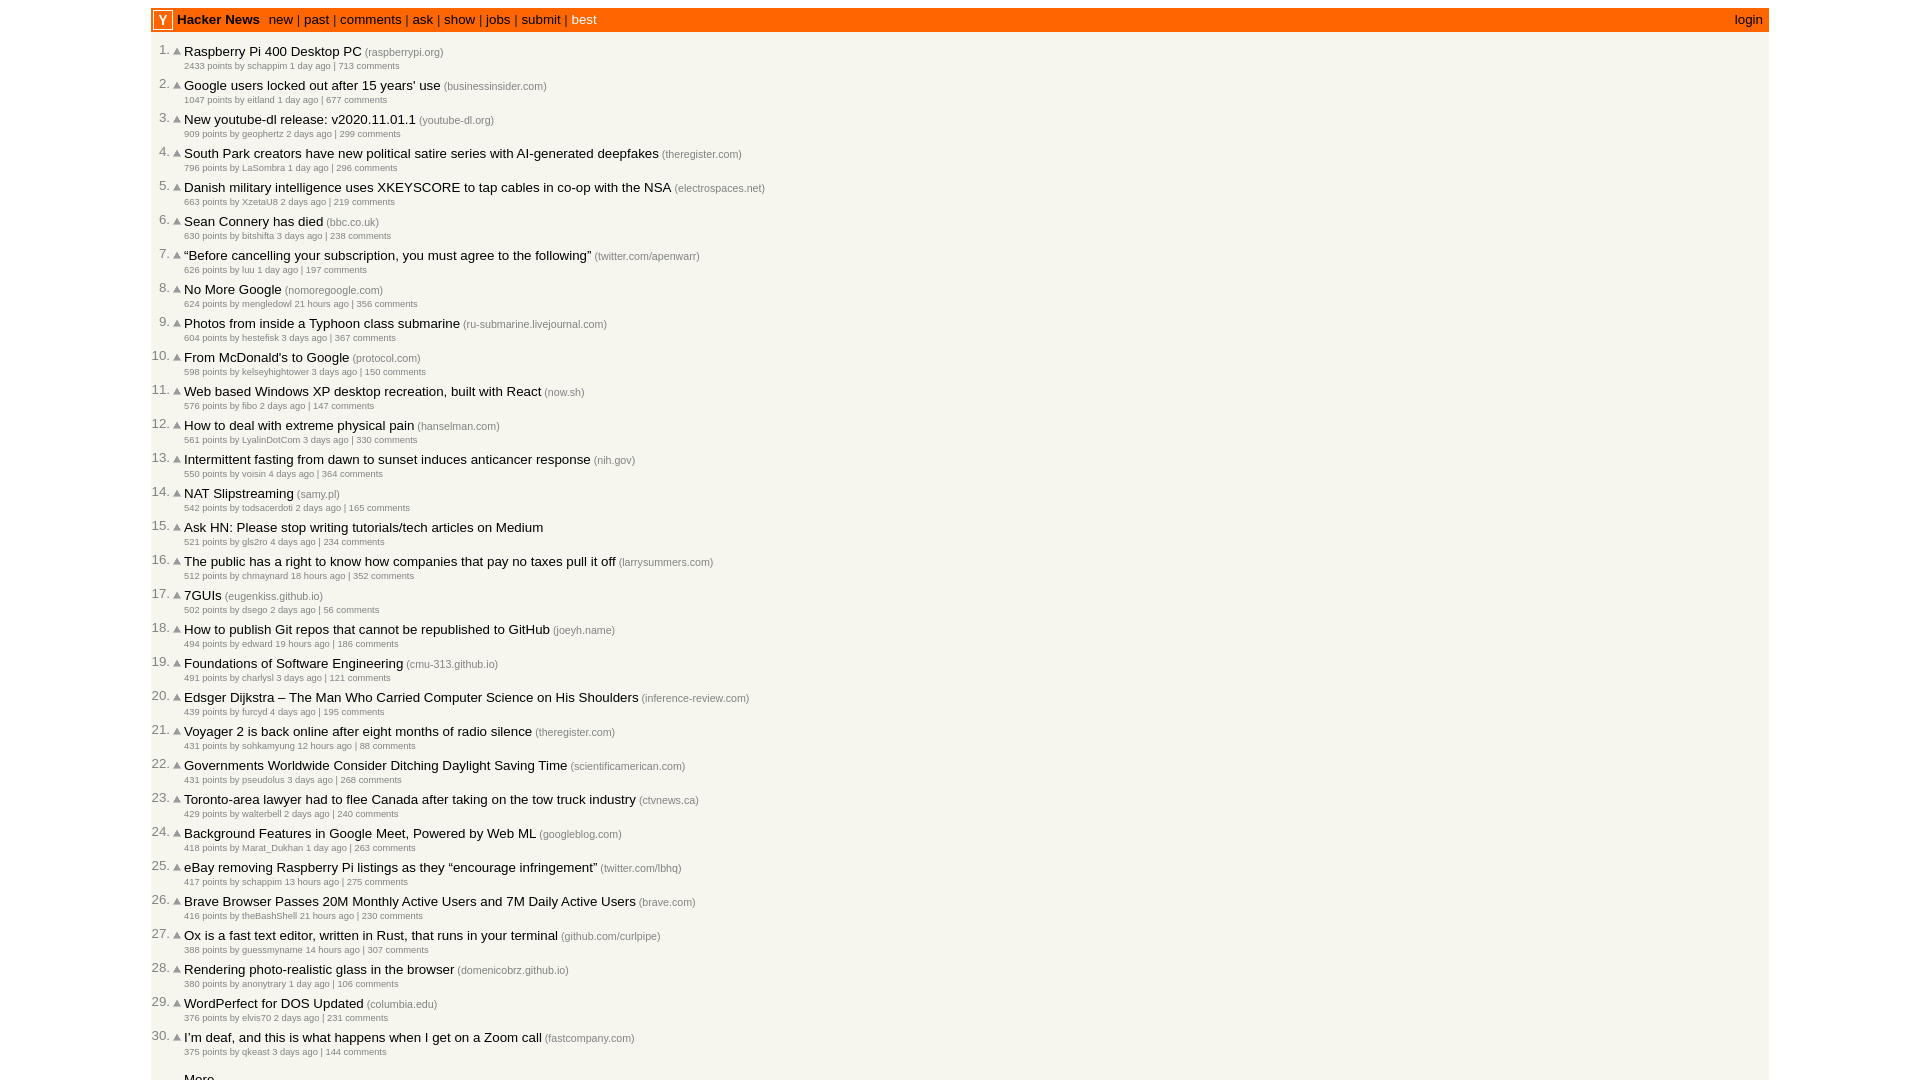 Y Hacker News new | past | comments | ask | show | jobs | submit | best login
1. Raspberry Pi 400 Desktop PC (raspberrypi.org)
2433 points by schappim 1 day ago | 713 comments
2. Google users locked out after 15 years' use (businessinsider.com)
1047 points by eitland 1 day ago | 677 comments
3. New youtube-dl release: v2020.11.01.1 (youtube-dl.org)
909 points by geophertz 2 days ago | 299 comments
4. South Park creators have new political satire series with AI-generated deepfakes (theregister.com)
796 points by LaSombra 1 day ago | 296 comments
5. Danish military intelligence uses XKEYSCORE to tap cables in co-op with the NSA (electrospaces.net)
663 points by XzetaU8 2 days ago | 219 comments
6. Sean Connery has died (bbc.co.uk)
630 points by bitshifta 3 days ago | 238 comments
7. “Before cancelling your subscription, you must agree to the following” (twitter.com/apenwarr)
626 points by luu 1 day ago | 197 comments
8. No More Google (nomoregoogle.com)
624 points by mengledowl 21 hours ago | 356 comments
9. Photos from inside a Typhoon class submarine (ru-submarine.livejournal.com)
604 points by hestefisk 3 days ago | 367 comments
10. From McDonald's to Google (protocol.com)
598 points by kelseyhightower 3 days ago | 150 comments
11. Web based Windows XP desktop recreation, built with React (now.sh)
576 points by fibo 2 days ago | 147 comments
12. How to deal with extreme physical pain (hanselman.com)
561 points by LyalinDotCom 3 days ago | 330 comments
13. Intermittent fasting from dawn to sunset induces anticancer response (nih.gov)
550 points by voisin 4 days ago | 364 comments
14. NAT Slipstreaming (samy.pl)
542 points by todsacerdoti 2 days ago | 165 comments
15. Ask HN: Please stop writing tutorials/tech articles on Medium
521 points by gls2ro 4 days ago | 234 comments
16. The public has a right to know how companies that pay no taxes pull it off (larrysummers.com)
512 points by chmaynard 18 hours ago | 352 comments
17. 7GUIs (eugenkiss.github.io)
502 points by dsego 2 days ago | 56 comments
18. How to publish Git repos that cannot be republished to GitHub (joeyh.name)
494 points by edward 19 hours ago | 186 comments
19. Foundations of Software Engineering (cmu-313.github.io)
491 points by charlysl 3 days ago | 121 comments
20. Edsger Dijkstra – The Man Who Carried Computer Science on His Shoulders (inference-review.com)
439 points by furcyd 4 days ago | 195 comments
21. Voyager 2 is back online after eight months of radio silence (theregister.com)
431 points by sohkamyung 12 hours ago | 88 comments
22. Governments Worldwide Consider Ditching Daylight Saving Time (scientificamerican.com)
431 points by pseudolus 3 days ago | 268 comments
23. Toronto-area lawyer had to flee Canada after taking on the tow truck industry (ctvnews.ca)
429 points by walterbell 2 days ago | 240 comments
24. Background Features in Google Meet, Powered by Web ML (googleblog.com)
418 points by Marat_Dukhan 1 day ago | 263 comments
25. eBay removing Raspberry Pi listings as they “encourage infringement” (twitter.com/lbhq)
417 points by schappim 13 hours ago | 275 comments
26. Brave Browser Passes 20M Monthly Active Users and 7M Daily Active Users (brave.com)
416 points by theBashShell 21 hours ago | 230 comments
27. Ox is a fast text editor, written in Rust, that runs in your terminal (github.com/curlpipe)
388 points by guessmyname 14 hours ago | 307 comments
28. Rendering photo-realistic glass in the browser (domenicobrz.github.io)
380 points by anonytrary 1 day ago | 106 comments
29. WordPerfect for DOS Updated (columbia.edu)
376 points by elvis70 2 days ago | 231 comments
30. I’m deaf, and this is what happens when I get on a Zoom call (fastcompany.com)
375 points by qkeast 3 days ago | 144 comments
More